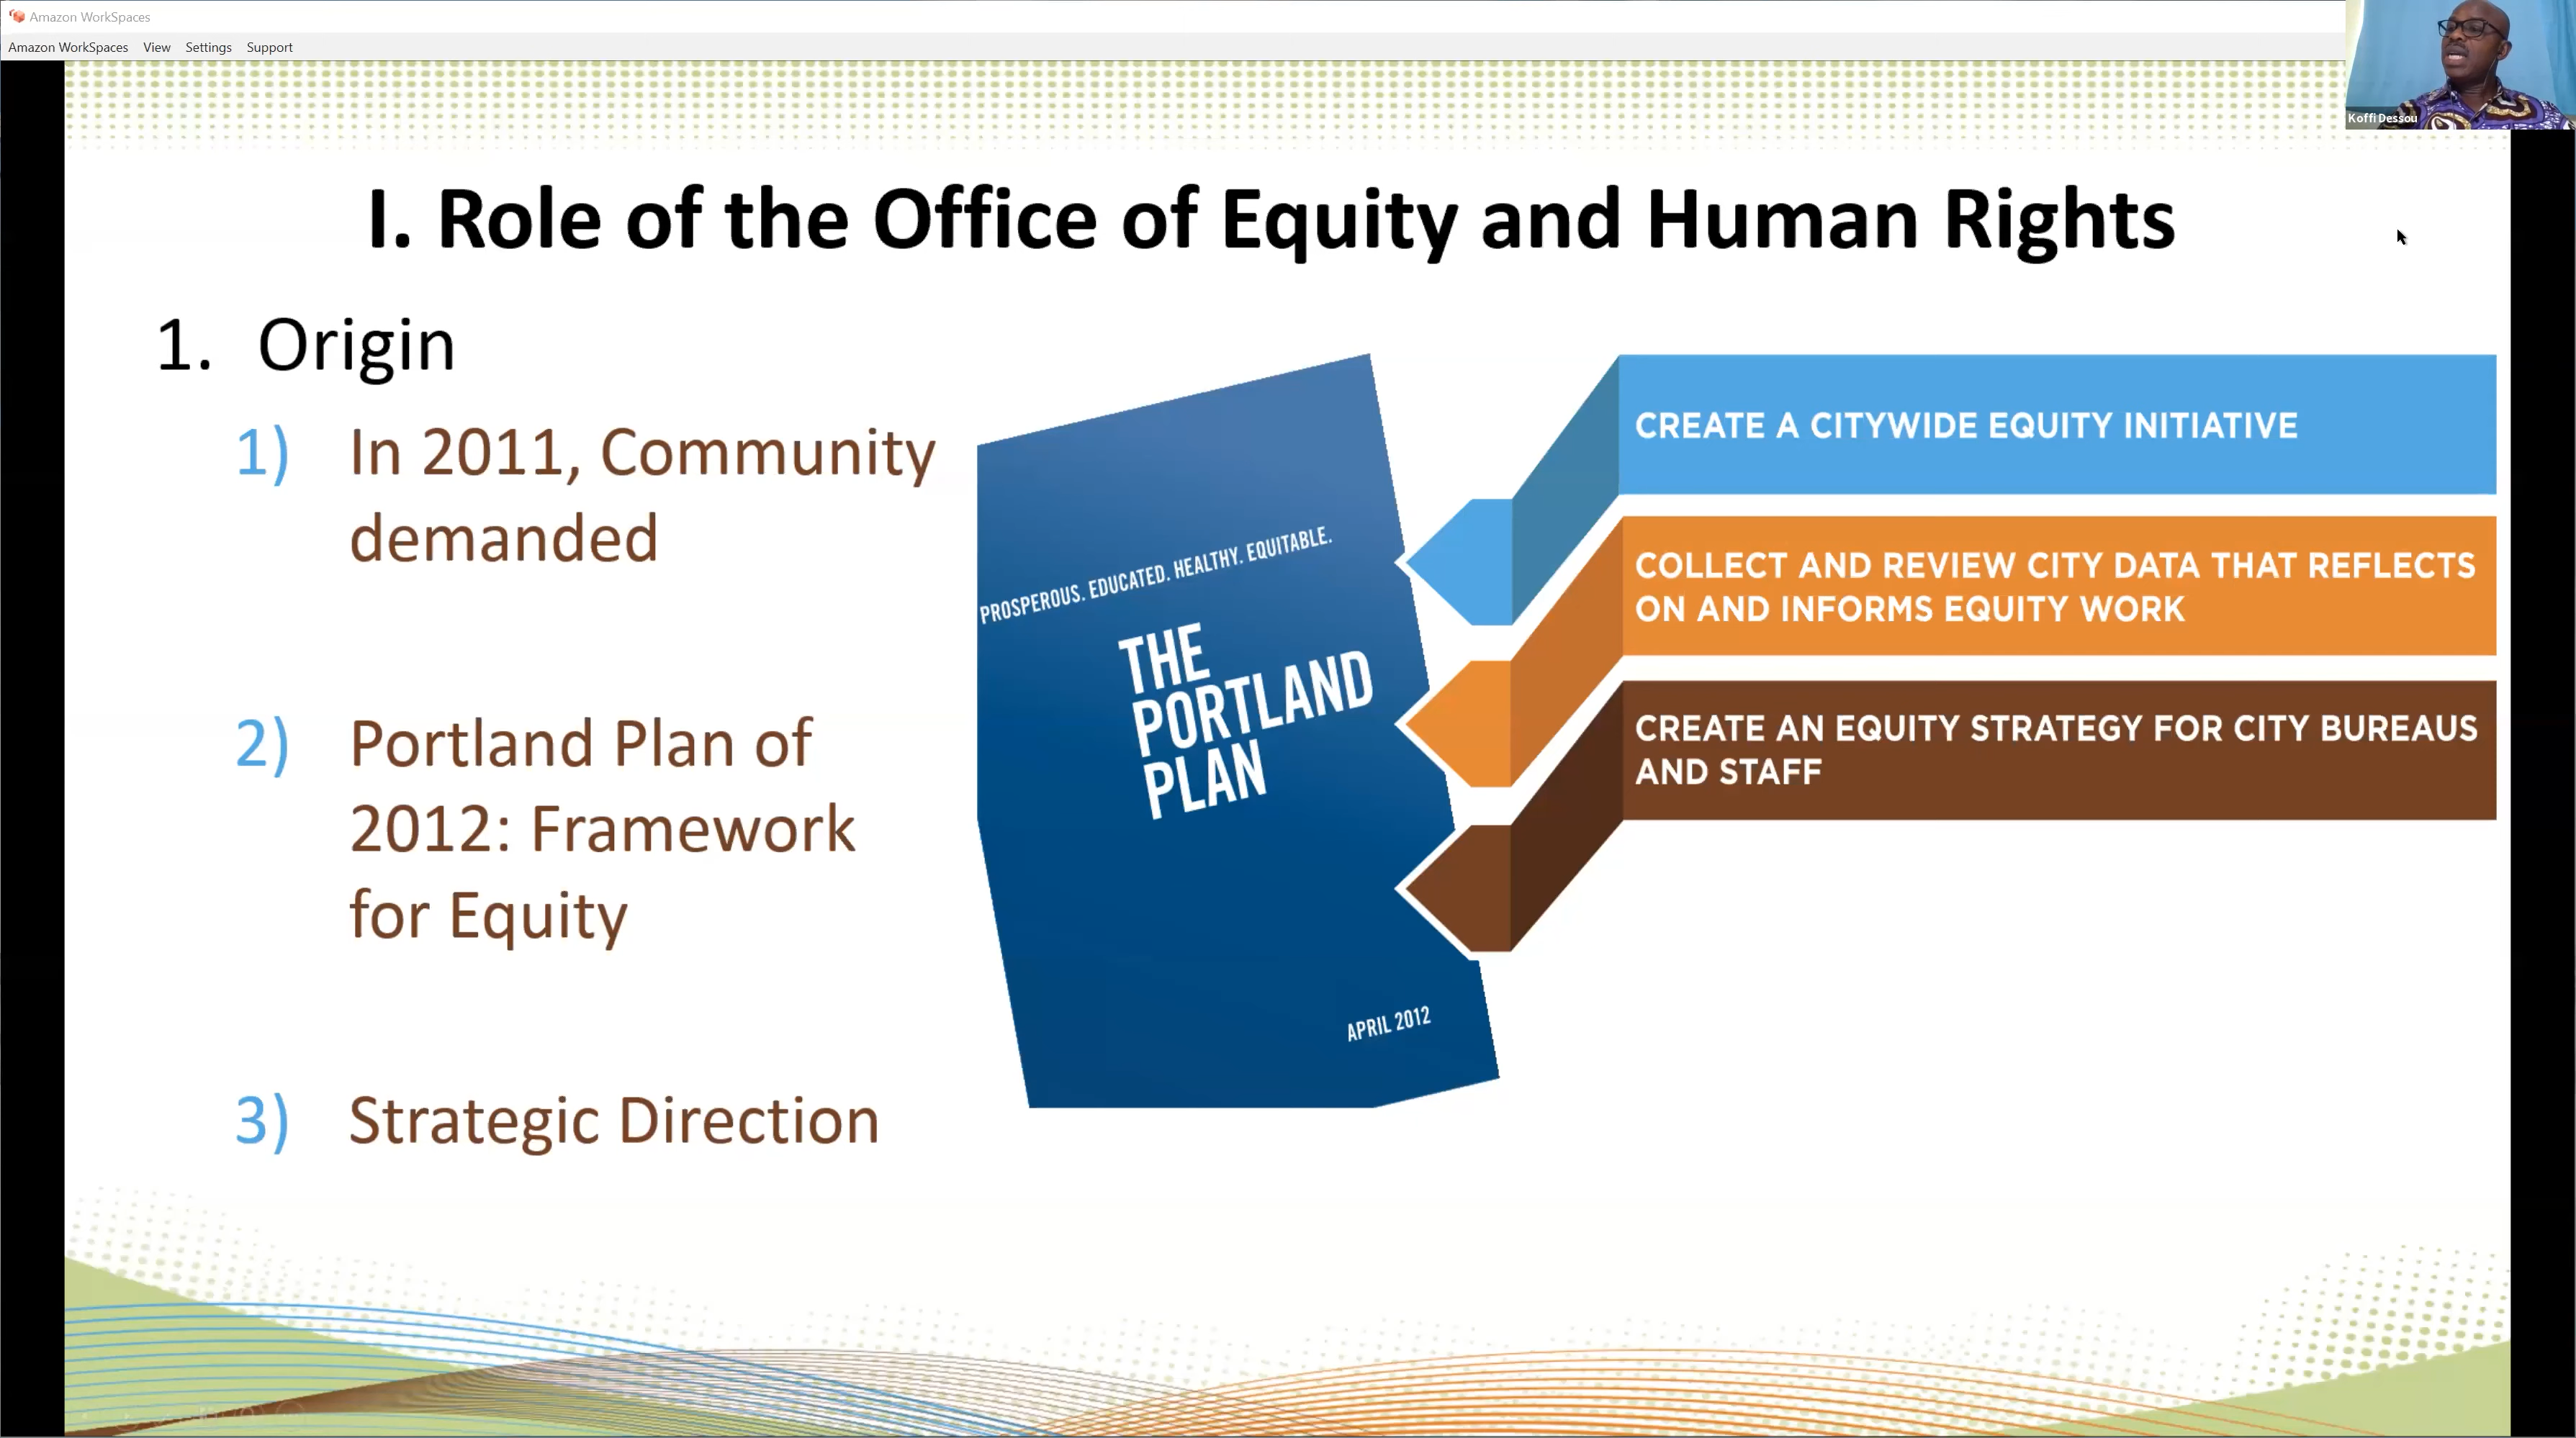 Amazon WorkSpaces
Amazon WorkSpaces View Settings Support
Koffi Dessou
I. Role of the Office of Equity and Human Rights
1. Origin
1) In 2011, Community
demanded
2) Portland Plan of
2012: Framework
for Equity
3) Strategic Direction
PROSPEROUS. EDUCATED. HEALTHY. EQUITABLE.
THE
PORTLAND
PLAN
APRIL 2012
CREATE A CITYWIDE EQUITY INITIATIVE
COLLECT AND REVIEW CITY DATA THAT REFLECTS
ON AND INFORMS EQUITY WORK
CREATE AN EQUITY STRATEGY FOR CITY BUREAUS
AND STAFF